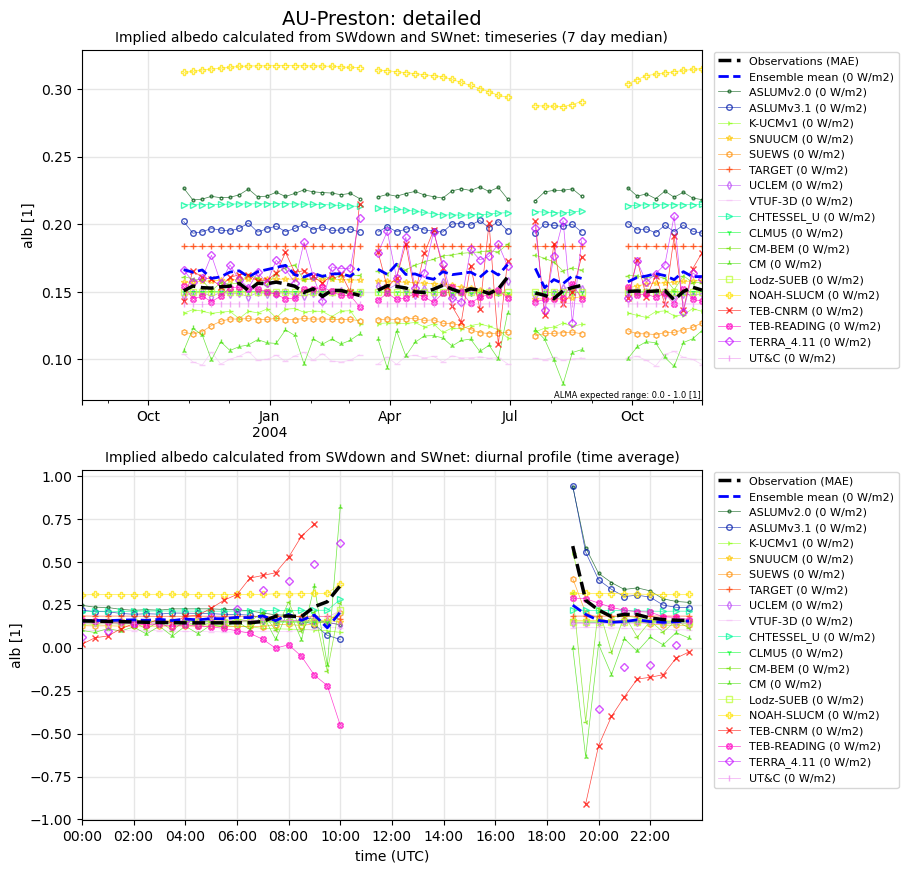 AU-Preston: detailed
Implied albedo calculated from SWdown and SWnet: timeseries (7 day median)
0.30
0.25
0.20
0.15
0.10
alb [1]
ALMA expected range: 0.0 - 1.0 [1]
Oct
Jan
2004
Apr
Jul
Oct
Observations (MAE)
Ensemble mean (0 W/m2)
ASLUMv2.0 (0 W/m2)
ASLUMv3.1 (0 W/m2)
K-UCMv1 (0 W/m2)
SNUUCM (0 W/m2)
SUEWS (0 W/m2)
TARGET (0 W/m2)
UCLEM (0 W/m2)
VTUF-3D (0 W/m2)
CHTESSEL_U (0 W/m2)
CLMU5 (0 W/m2)
CM-BEM (0 W/m2)
CM (0 W/m2)
Lodz-SUEB (0 W/m2)
NOAH-SLUCM (0 W/m2)
TEB-CNRM (0 W/m2)
TEB-READING (0 W/m2)
TERRA_4.11 (0 W/m2)
UT&C (0 W/m2)
Implied albedo calculated from SWdown and SWnet: diurnal profile (time average)
1.00
0.75
0.50
0.25
0.00
−0.25
−0.50
−0.75
−1.00
alb [1]
00:00
02:00
04:00
06:00
08:00
10:00
12:00
14:00
16:00
18:00
20:00
22:00
time (UTC)
Observation (MAE)
Ensemble mean (0 W/m2)
ASLUMv2.0 (0 W/m2)
ASLUMv3.1 (0 W/m2)
K-UCMv1 (0 W/m2)
SNUUCM (0 W/m2)
SUEWS (0 W/m2)
TARGET (0 W/m2)
UCLEM (0 W/m2)
VTUF-3D (0 W/m2)
CHTESSEL_U (0 W/m2)
CLMU5 (0 W/m2)
CM-BEM (0 W/m2)
CM (0 W/m2)
Lodz-SUEB (0 W/m2)
NOAH-SLUCM (0 W/m2)
TEB-CNRM (0 W/m2)
TEB-READING (0 W/m2)
TERRA_4.11 (0 W/m2)
UT&C (0 W/m2)